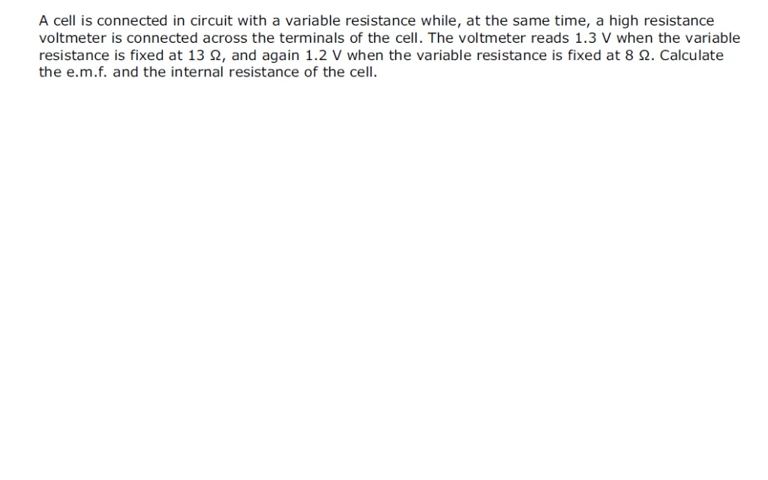 A cell is connected in circuit with a variable resistance while, at the same time, a high resistance
voltmeter is connected across the terminals of the cell. The voltmeter reads 1.3 V when the variable
resistance is fixed at 13 Ω, and again 1.2 V when the variable resistance is fixed at 8 Ω. Calculate
the e.m.f. and the internal resistance of the cell.